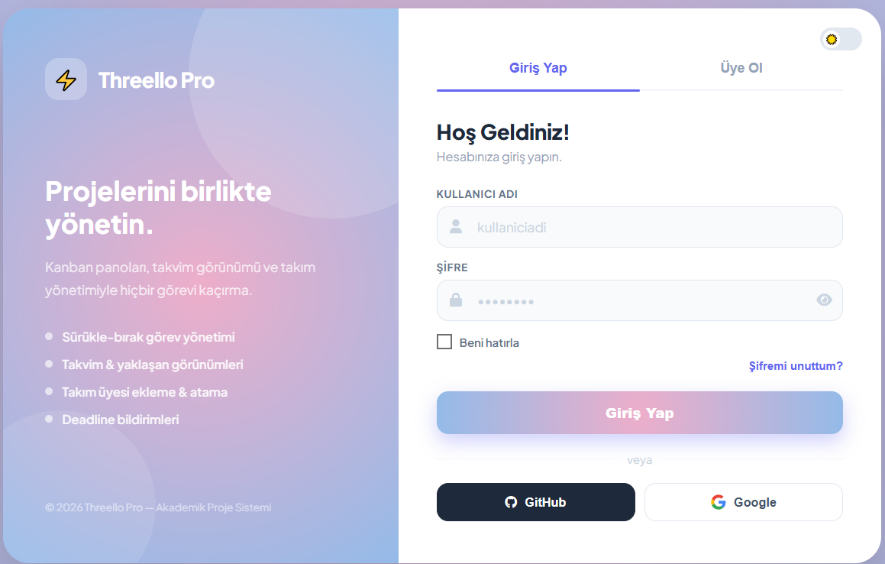 Threello Pro
Projelerini birlikte
yönetin.
Kanban panoları, takvim görünümü ve takım
yönetimiyle hiçbir görevi kaçırma.
Sürükle-bırak görev yönetimi
Takvim & yaklaşan görünümleri
Takım üyesi ekleme & atama
Deadline bildirimleri
© 2026 Threello Pro — Akademik Proje Sistemi
Giriş Yap
Üye Ol
Hoş Geldiniz!
Hesabınıza giriş yapın.
KULLANICI ADI
kullaniciadi
ŞİFRE
Beni hatırla
Şifremi unuttum?
Giriş Yap
veya
GitHub
Google